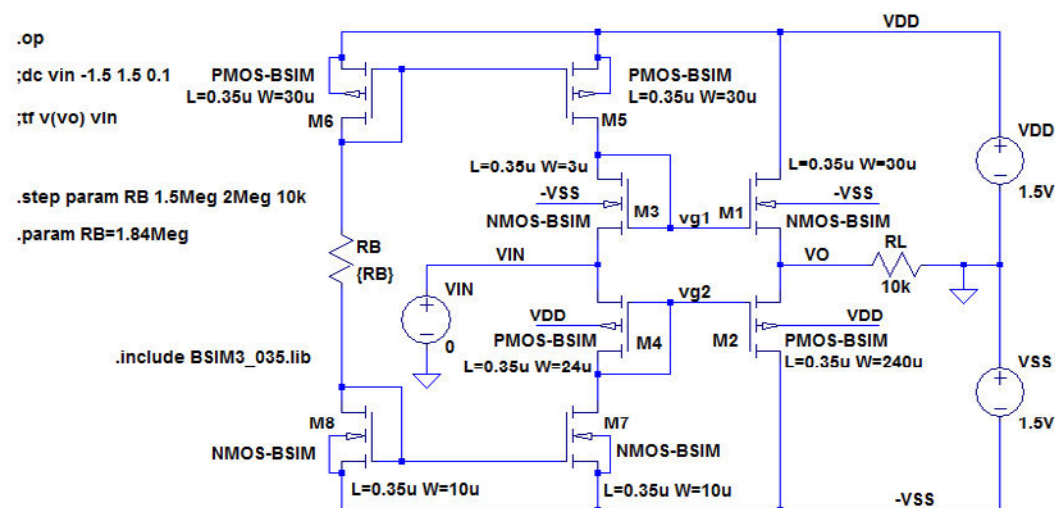 .op
;dc vin -1.5 1.5 0.1
;tf v(vo) vin
.step param RB 1.5Meg 2Meg 10k
.param RB=1.84Meg
.include BSIM3_035.lib
VDD
PMOS-BSIM
L=0.35u W=30u
M6
PMOS-BSIM
L=0.35u W=30u
M5
VDD
1.5V
L=0.35u W=3u
-VSS
M3
NMOS-BSIM
vg1
L=0.35u W=30u
M1
-VSS
NMOS-BSIM
RB
{RB}
VIN
VIN
0
VO
RL
10k
vg2
VDD
M4
PMOS-BSIM
L=0.35u W=24u
VDD
M2
PMOS-BSIM
L=0.35u W=240u
VSS
1.5V
M8
NMOS-BSIM
L=0.35u W=10u
M7
NMOS-BSIM
L=0.35u W=10u
-VSS